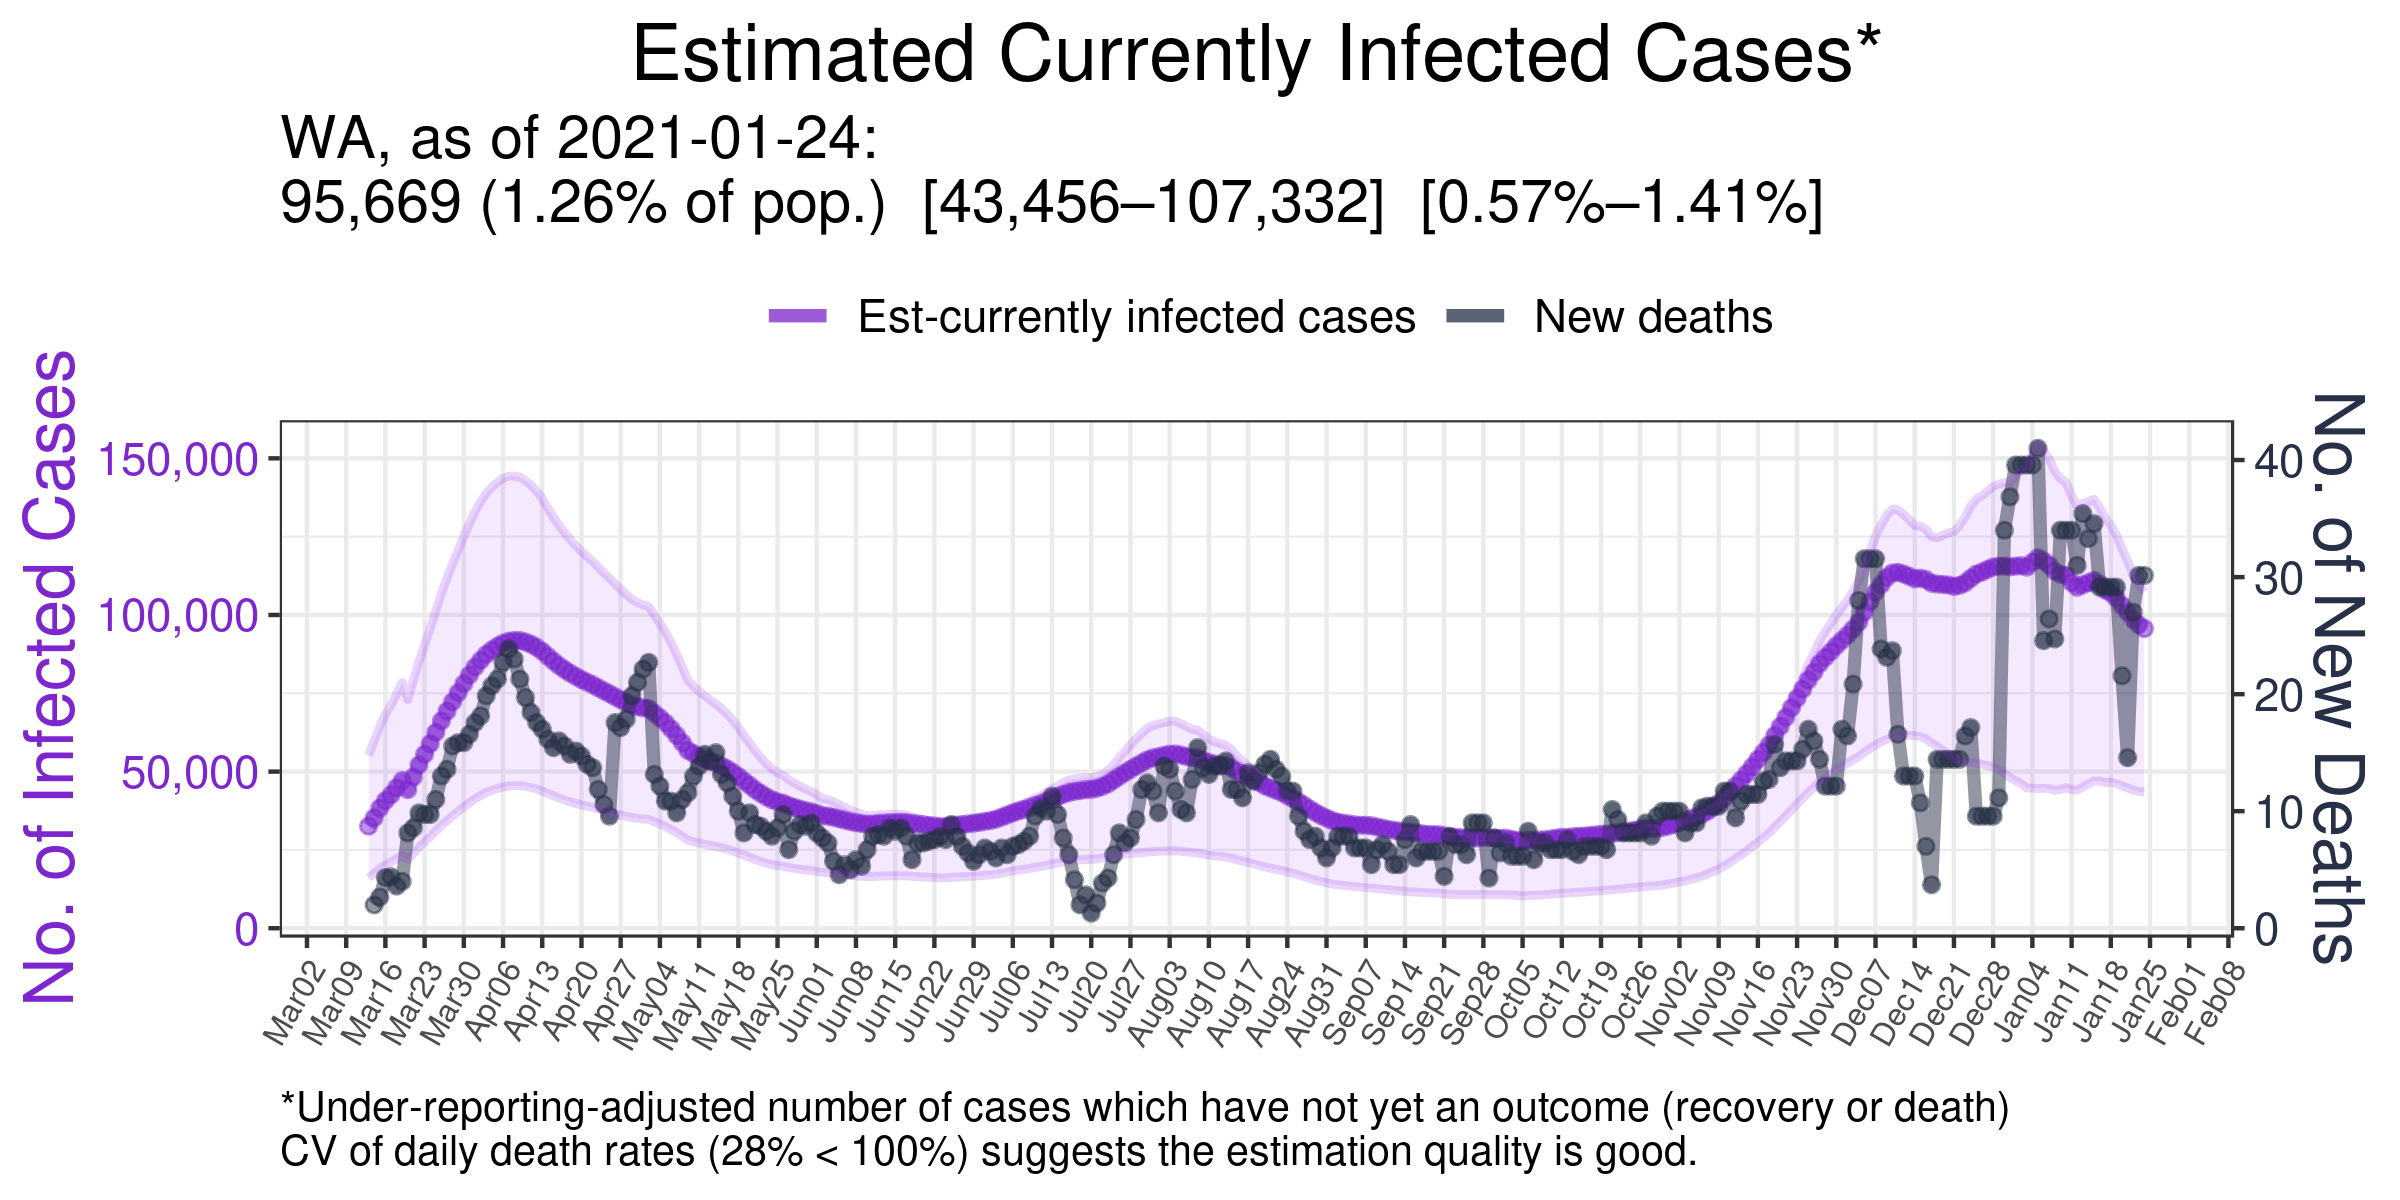 Estimated Currently Infected Cases*
WA, as of 2021-01-24:
95,669 (1.26% of pop.) [43,456–107,332] [0.57%–1.41%]
Est-currently infected cases New deaths
No. of Infected Cases
150,000
100,000
50,000
0
40
30
20
10
0
No. of New Deaths
Mar02 Mar09 Mar16 Mar23 Mar30 Apr06 Apr13 Apr20 Apr27 May04 May11 May18 May25 Jun01 Jun08 Jun15 Jun22 Jun29 Jul06 Jul13 Jul20 Jul27 Aug03 Aug10 Aug17 Aug24 Aug31 Sep07 Sep14 Sep21 Sep28 Oct05 Oct12 Oct19 Oct26 Nov02 Nov09 Nov16 Nov23 Nov30 Dec07 Dec14 Dec21 Dec28 Jan04 Jan11 Jan18 Jan25 Feb01 Feb08
*Under-reporting-adjusted number of cases which have not yet an outcome (recovery or death)
CV of daily death rates (28% < 100%) suggests the estimation quality is good.